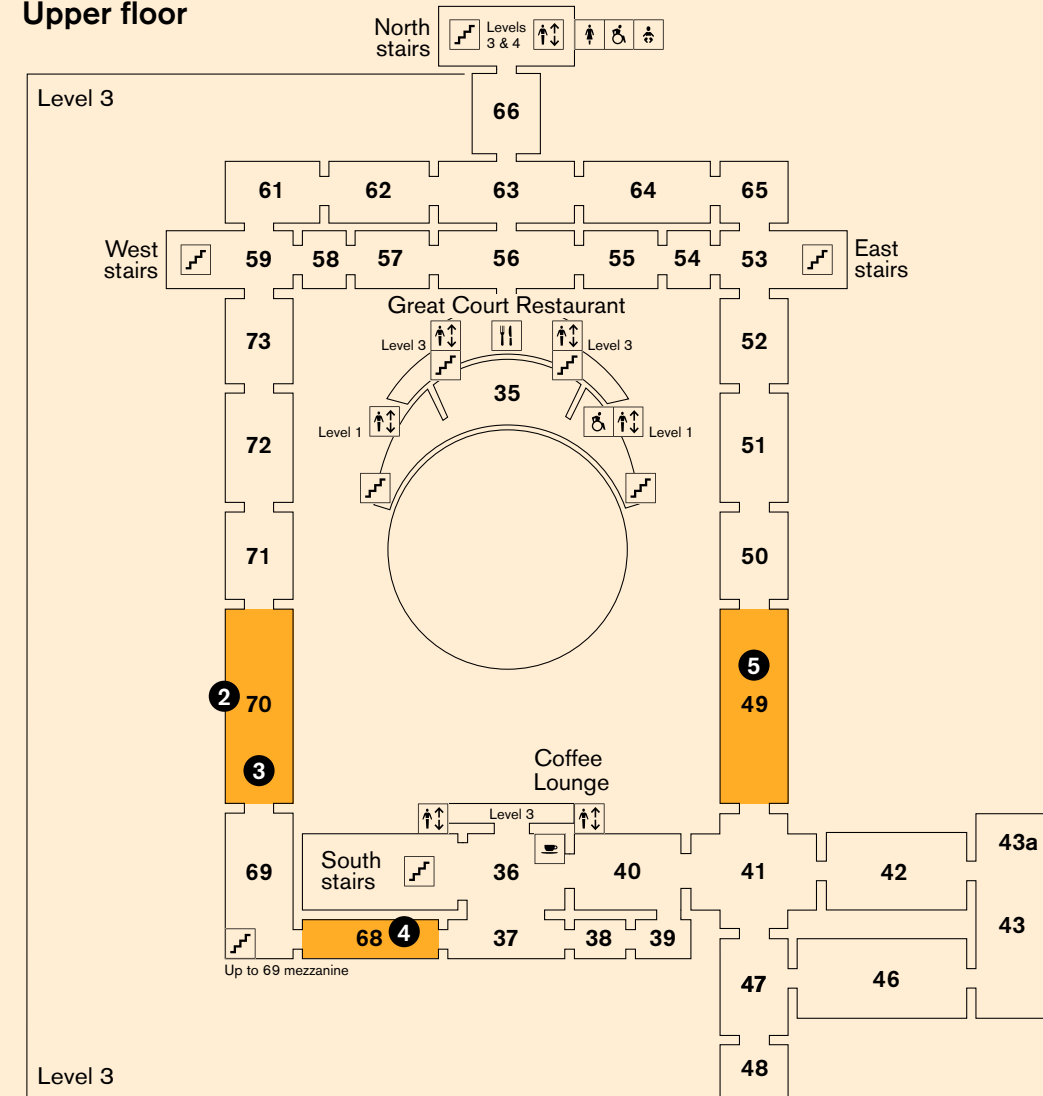 Upper floor
North
stairs
Levels
3 & 4
Level 3
66
61 62 63 64 65
West
stairs
59 58 57 56 55 54 53
East
stairs
Great Court Restaurant
73
Level 3
Level 3
52
35
72
Level 1
Level 1
51
71
50
5
2 70
49
3
Coffee
Lounge
Level 3
43a
69
South
stairs
36
40
41
42
43
68 4
37
38
39
Up to 69 mezzanine
47
46
48
Level 3